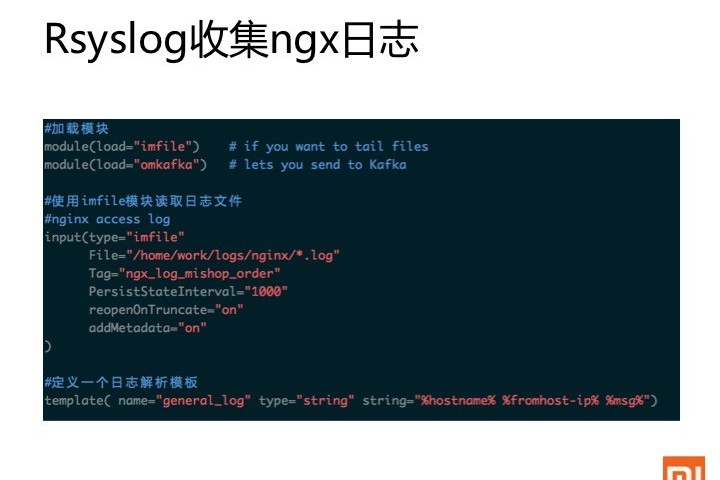 Rsyslog收集ngx日志
#加载模块
module(load="imfile")    # if you want to tail files
module(load="omkafka")   # lets you send to Kafka
#使用imfile模块读取日志文件
#nginx access log
input(type="imfile"
      File="/home/work/logs/nginx/*.log"
      Tag="ngx_log_mishop_order"
      PersistStateInterval="1000"
      reopenOnTruncate="on"
      addMetadata="on"
)
#定义一个日志解析模板
template( name="general_log" type="string" string="%hostname% %fromhost-ip% %msg%")